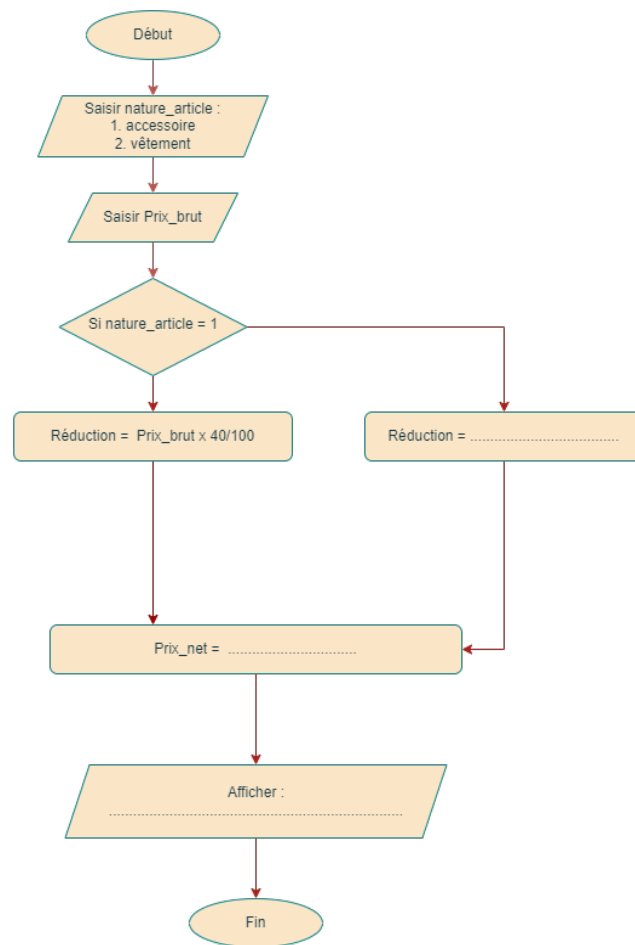 Début
Saisir nature_article :
1. accessoire
2. vêtement
Saisir Prix_brut
Si nature_article = 1
Réduction = Prix_brut x 40/100
Réduction = .....................................
Prix_net = ................................
Afficher :
.........................................................................
Fin